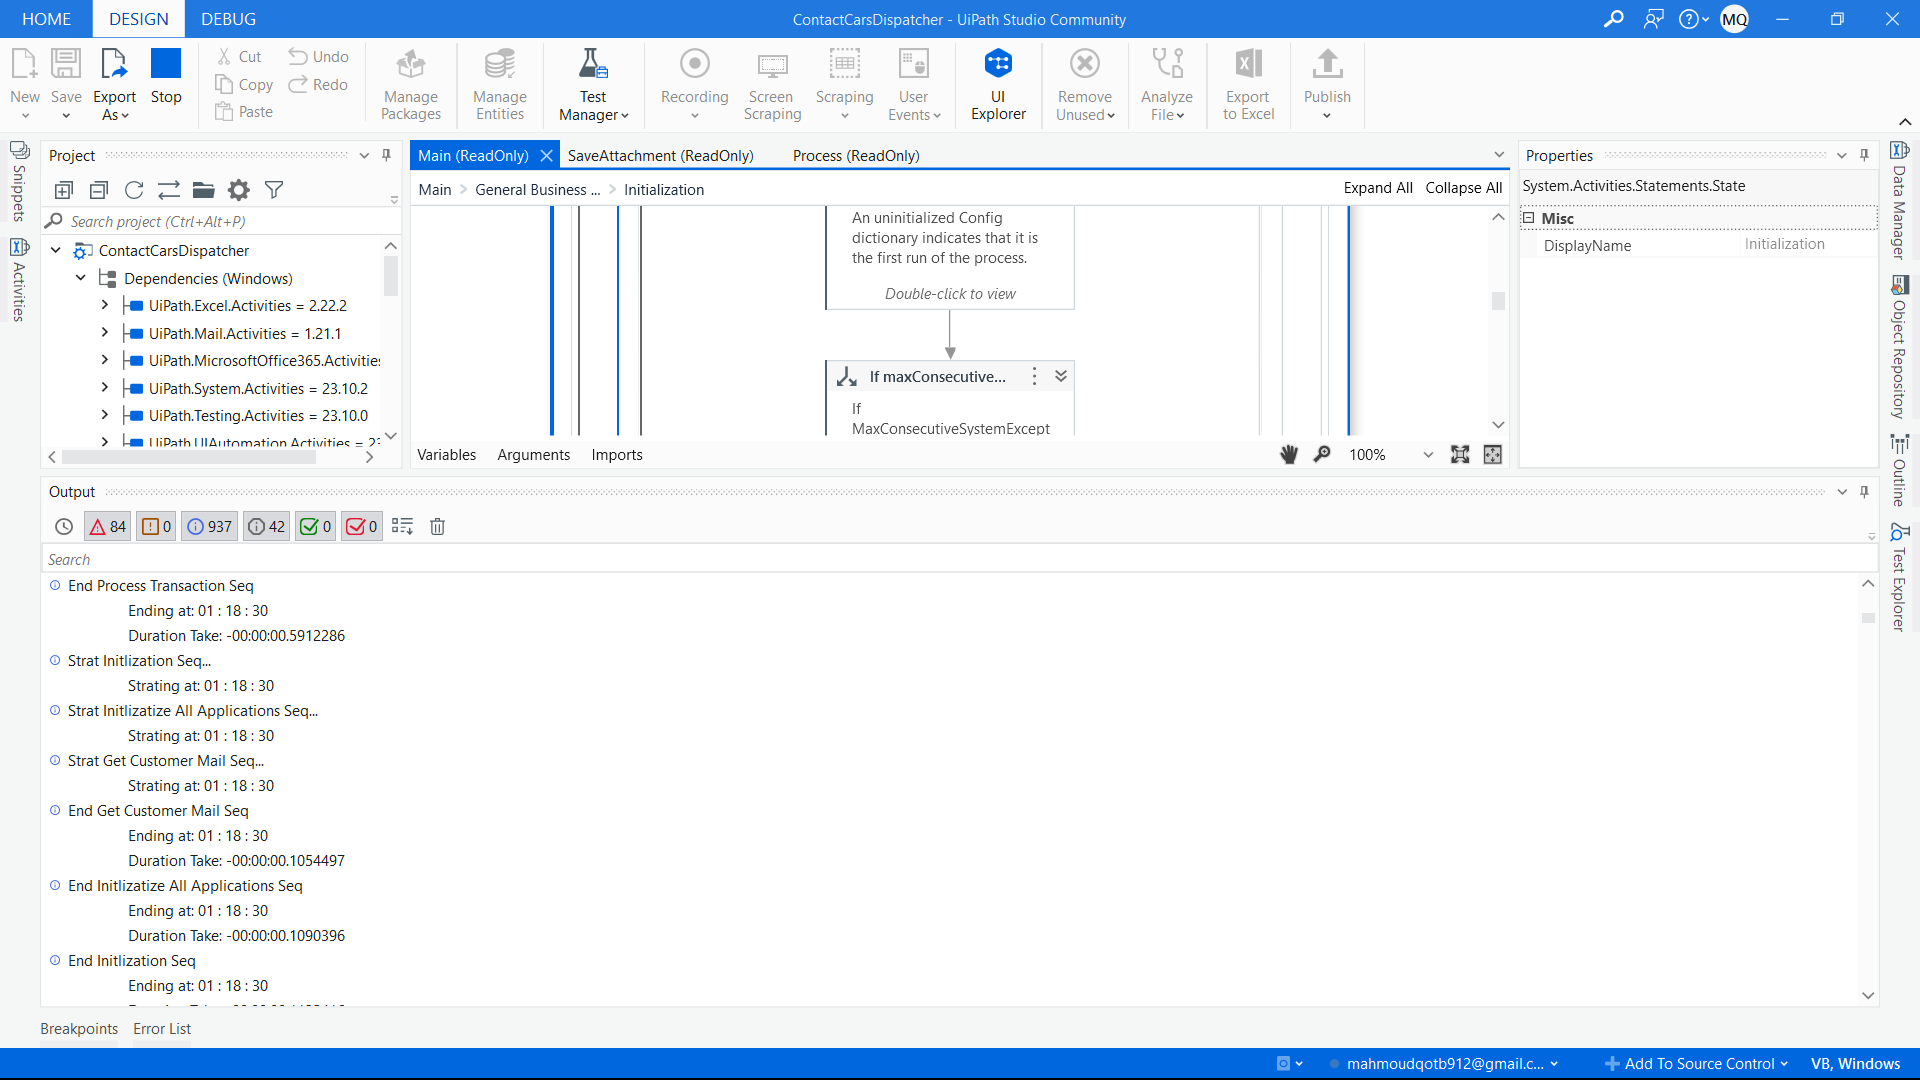 HOME DESIGN DEBUG ContactCarsDispatcher - UiPath Studio Community MQ
New Save Export As Stop
Cut Undo
Copy Redo
Paste
Manage Packages
Manage Entities
Test Manager
Recording
Screen Scraping
Scraping
User Events
UI Explorer
Remove Unused
Analyze File
Export to Excel
Publish
Snippets
Activities
Project
Search project (Ctrl+Alt+P)
ContactCarsDispatcher
Dependencies (Windows)
UiPath.Excel.Activities = 2.22.2
UiPath.Mail.Activities = 1.21.1
UiPath.MicrosoftOffice365.Activities
UiPath.System.Activities = 23.10.2
UiPath.Testing.Activities = 23.10.0
UiPath.UIAutomation.Activities = 23
Main (ReadOnly) SaveAttachment (ReadOnly) Process (ReadOnly)
Main > General Business ... > Initialization Expand All Collapse All
An uninitialized Config
dictionary indicates that it is
the first run of the process.
Double-click to view
If maxConsecutive...
If
MaxConsecutiveSystemExcept
Variables Arguments Imports 100%
Properties
System.Activities.Statements.State
Misc
DisplayName Initialization
Data Manager
Object Repository
Outline
Test Explorer
Output
84 0 937 42 0 0
Search
End Process Transaction Seq
Ending at: 01 : 18 : 30
Duration Take: -00:00:00.5912286
Strat Initlization Seq...
Strating at: 01 : 18 : 30
Strat Initlizatize All Applications Seq...
Strating at: 01 : 18 : 30
Strat Get Customer Mail Seq...
Strating at: 01 : 18 : 30
End Get Customer Mail Seq
Ending at: 01 : 18 : 30
Duration Take: -00:00:00.1054497
End Initlizatize All Applications Seq
Ending at: 01 : 18 : 30
Duration Take: -00:00:00.1090396
End Initlization Seq
Ending at: 01 : 18 : 30
Breakpoints Error List
mahmoudqotb912@gmail.c... Add To Source Control VB, Windows